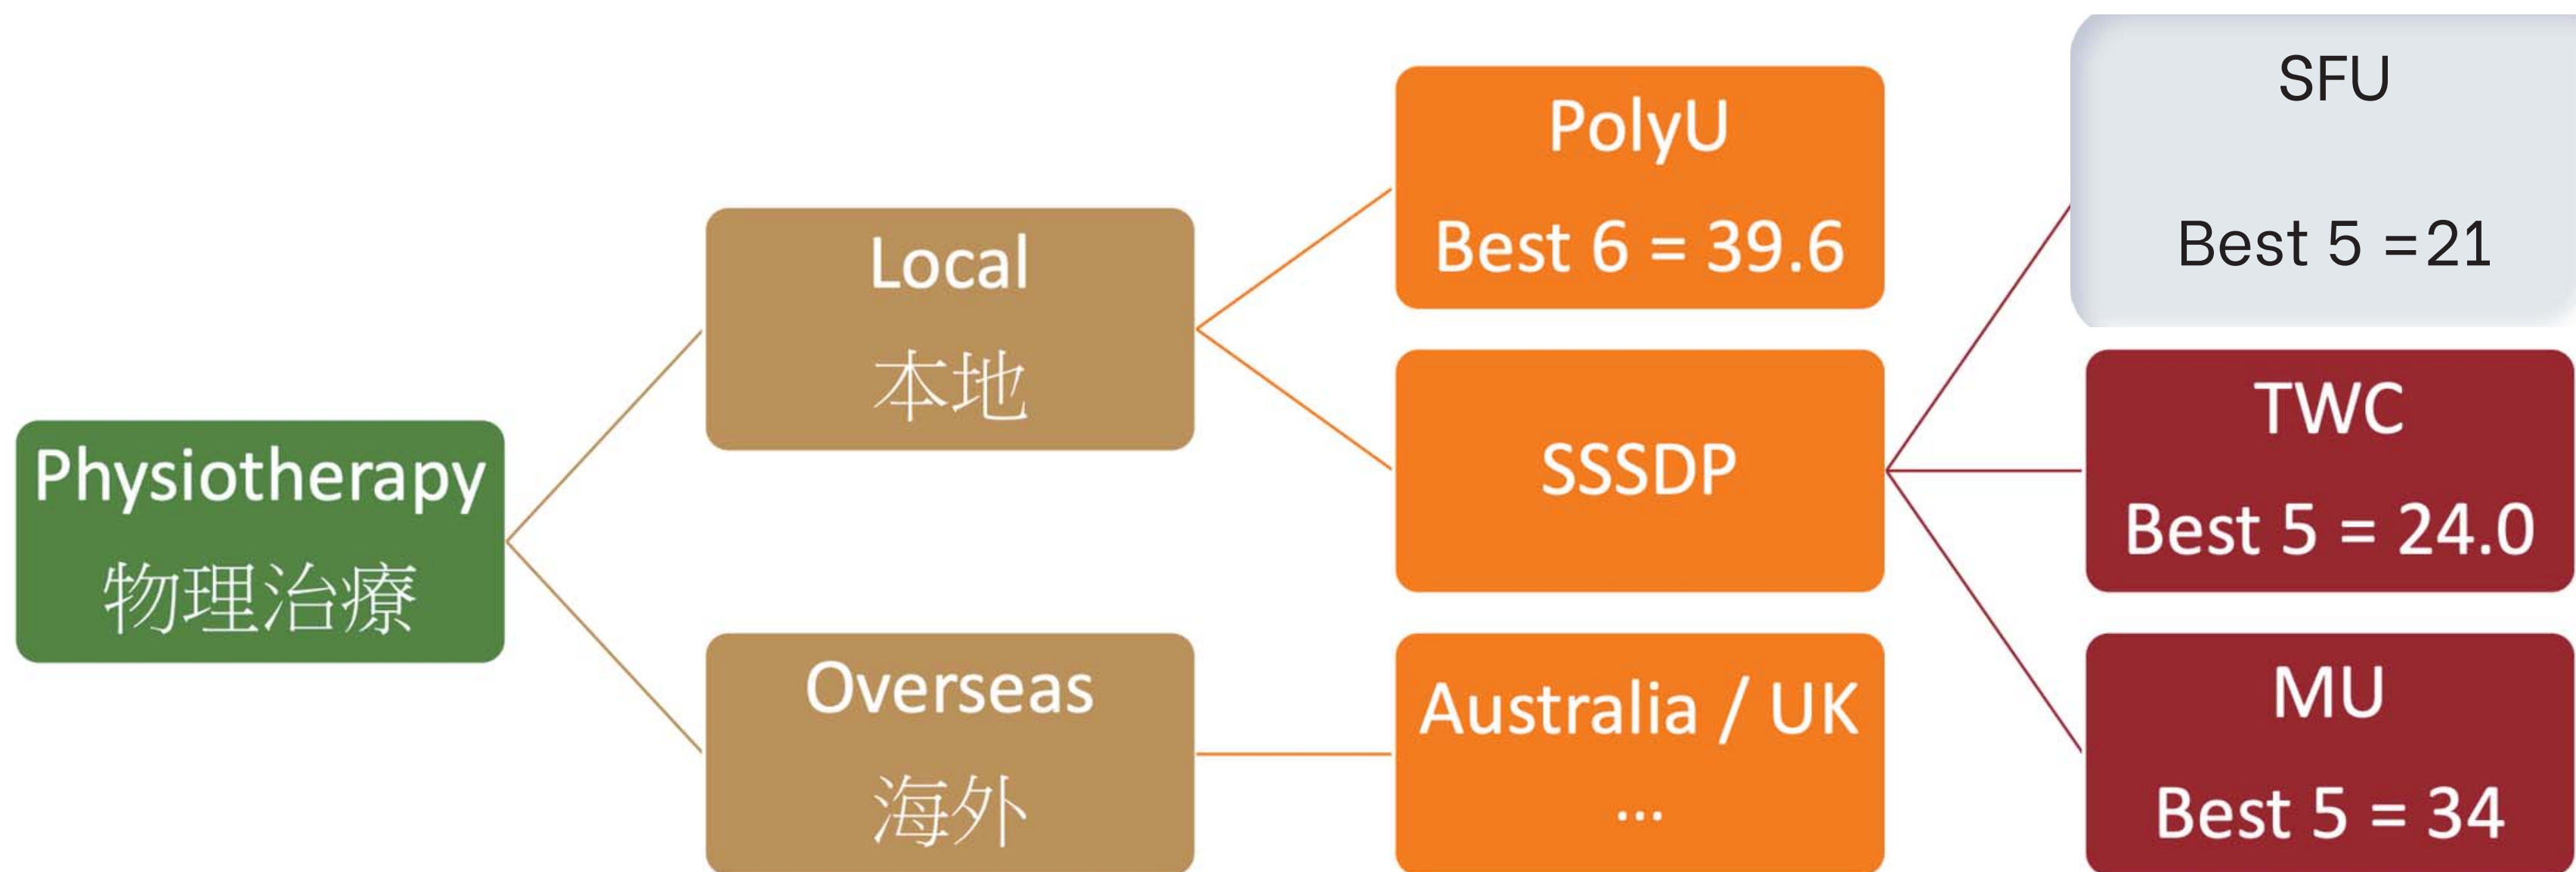 Physiotherapy
物理治療
Local
本地
Overseas
海外
PolyU
Best 6 = 39.6
SSSDP
Australia / UK
...
SFU
Best 5 =21
TWC
Best 5 = 24.0
MU
Best 5 = 34